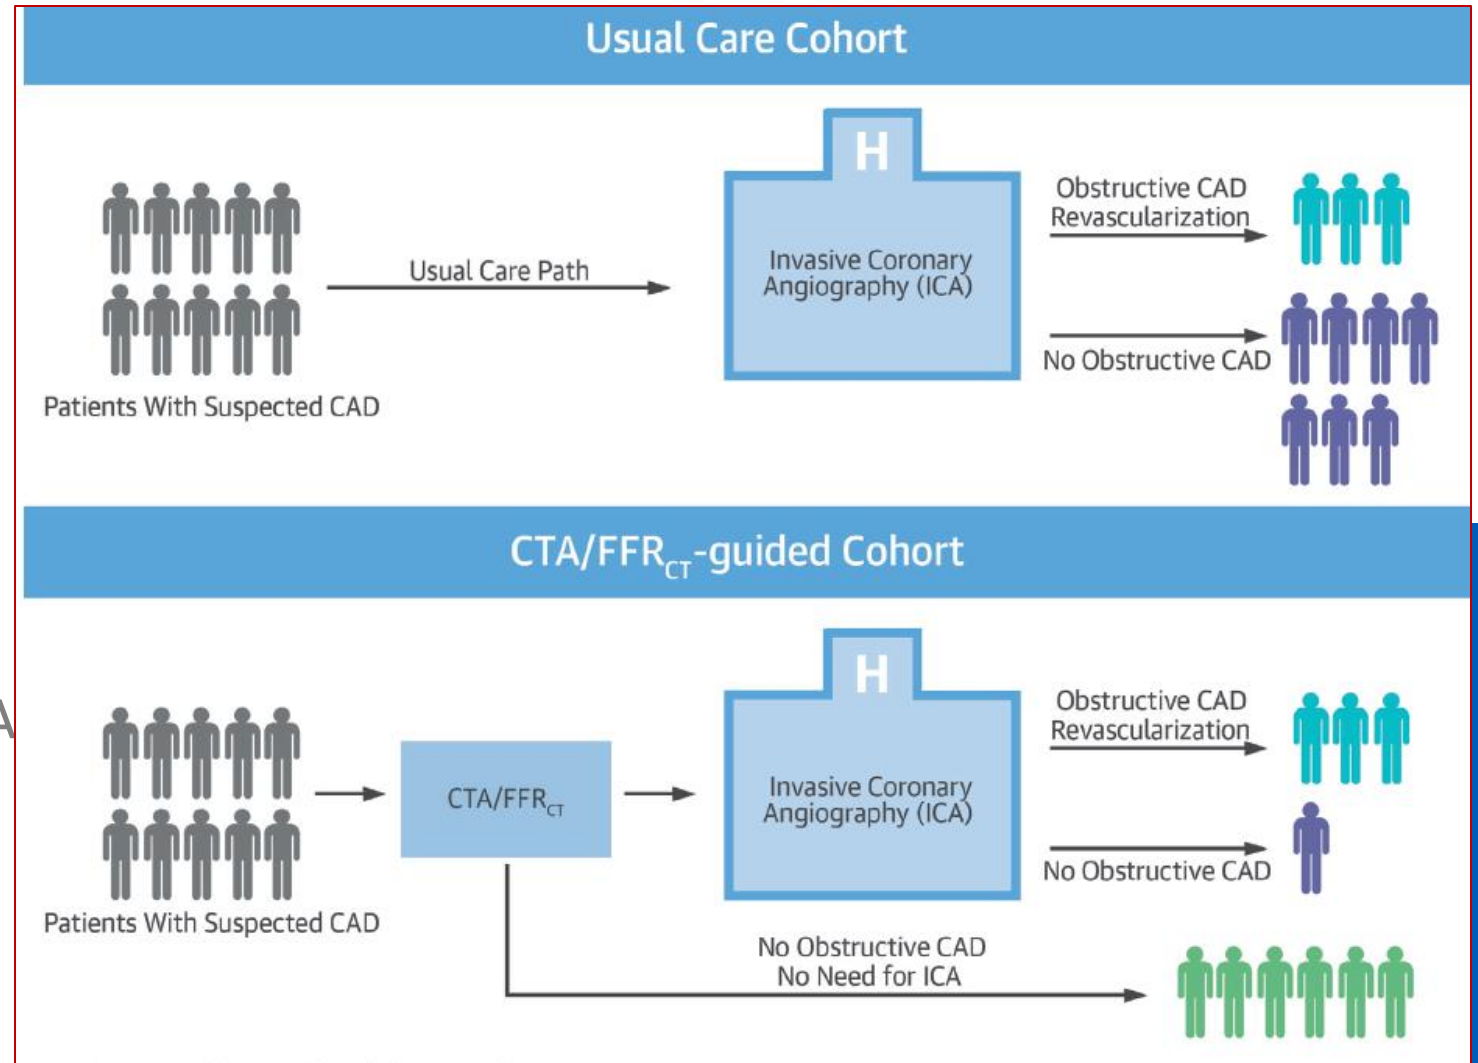 Usual Care Cohort
H
Obstructive CAD
Revascularization
Usual Care Path
Invasive Coronary
Angiography (ICA)
No Obstructive CAD
Patients With Suspected CAD
CTA/FFRCT-guided Cohort
H
A
Obstructive CAD
Revascularization
CTA/FFRCT
Invasive Coronary
Angiography (ICA)
No Obstructive CAD
Patients With Suspected CAD
No Obstructive CAD
No Need for ICA